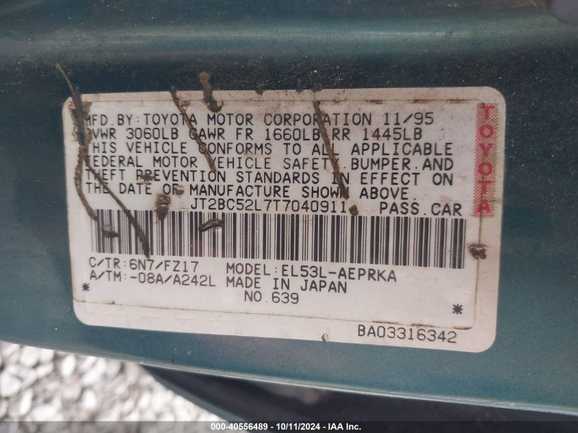 MFD.BY:TOYOTA MOTOR CORPORATION 11/95
GVWR 3060LB GAWR FR 1660LB RR 1445LB
THIS VEHICLE CONFORMS TO ALL APPLICABLE
FEDERAL MOTOR VEHICLE SAFETY, BUMPER, AND
THEFT PREVENTION STANDARDS IN EFFECT ON
THE DATE OF MANUFACTURE SHOWN ABOVE.
JT2BC52L7T7040911 PASS.CAR
TOYOTA
C/TR:6N7/FZ17 MODEL:EL53L-AEPRKA
A/TM:-08A/A242L MADE IN JAPAN
NO.639
* *
BA03316342
000-40556489 - 10/11/2024 - IAA Inc.